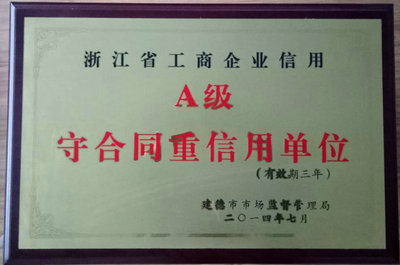 浙江省工商企业信用
A级
守合同重信用单位
(有效期三年)
建德市市场监督管理局
二〇一四年七月